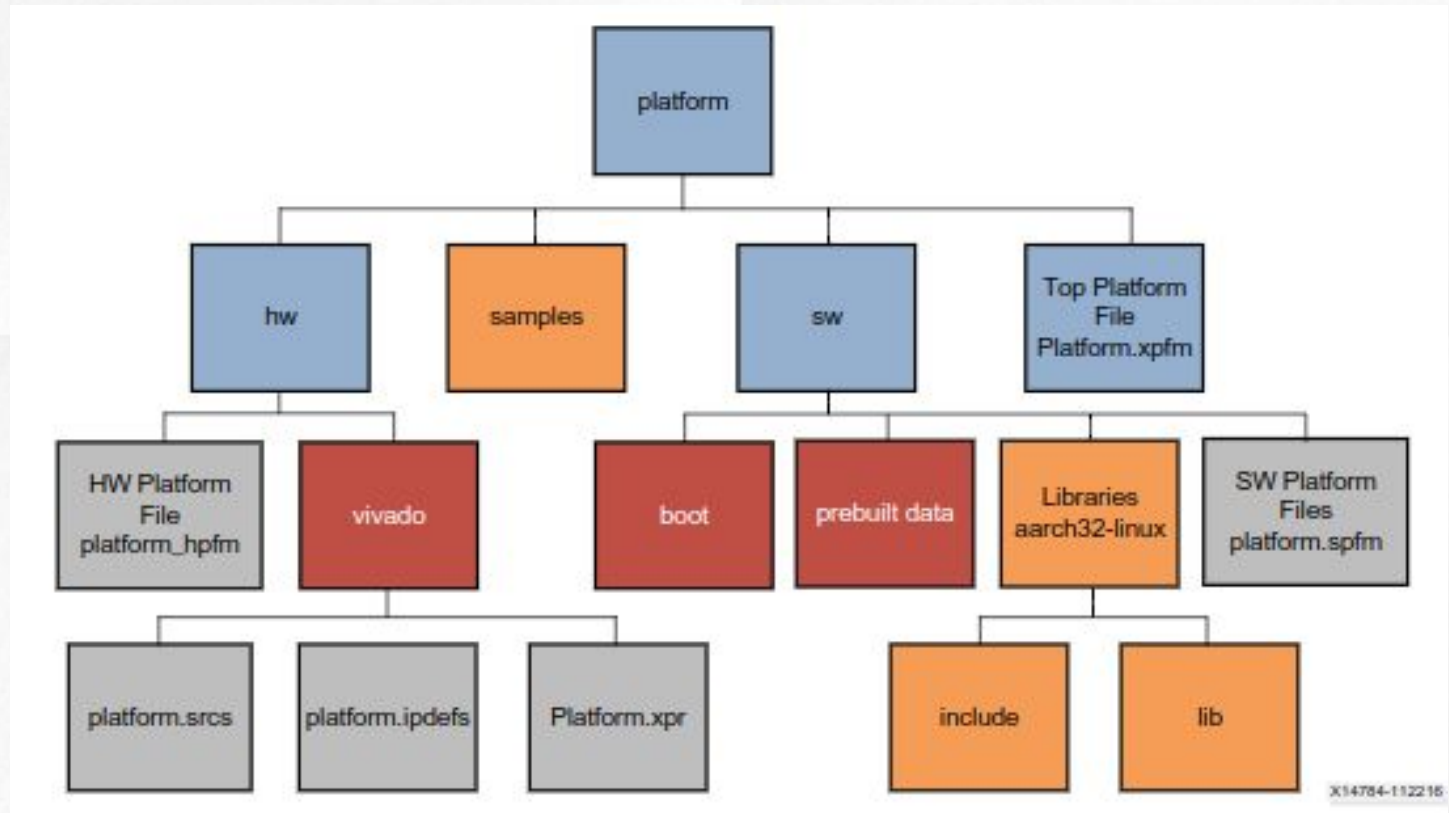 platform
hw
samples
sw
Top Platform
File
Platform.xpfm
HW Platform
File
platform_hpfm
vivado
boot
prebuilt data
Libraries
aarch32-linux
SW Platform
Files
platform.spfm
platform.srcs
platform.ipdefs
Platform.xpr
include
lib
X14784-112216